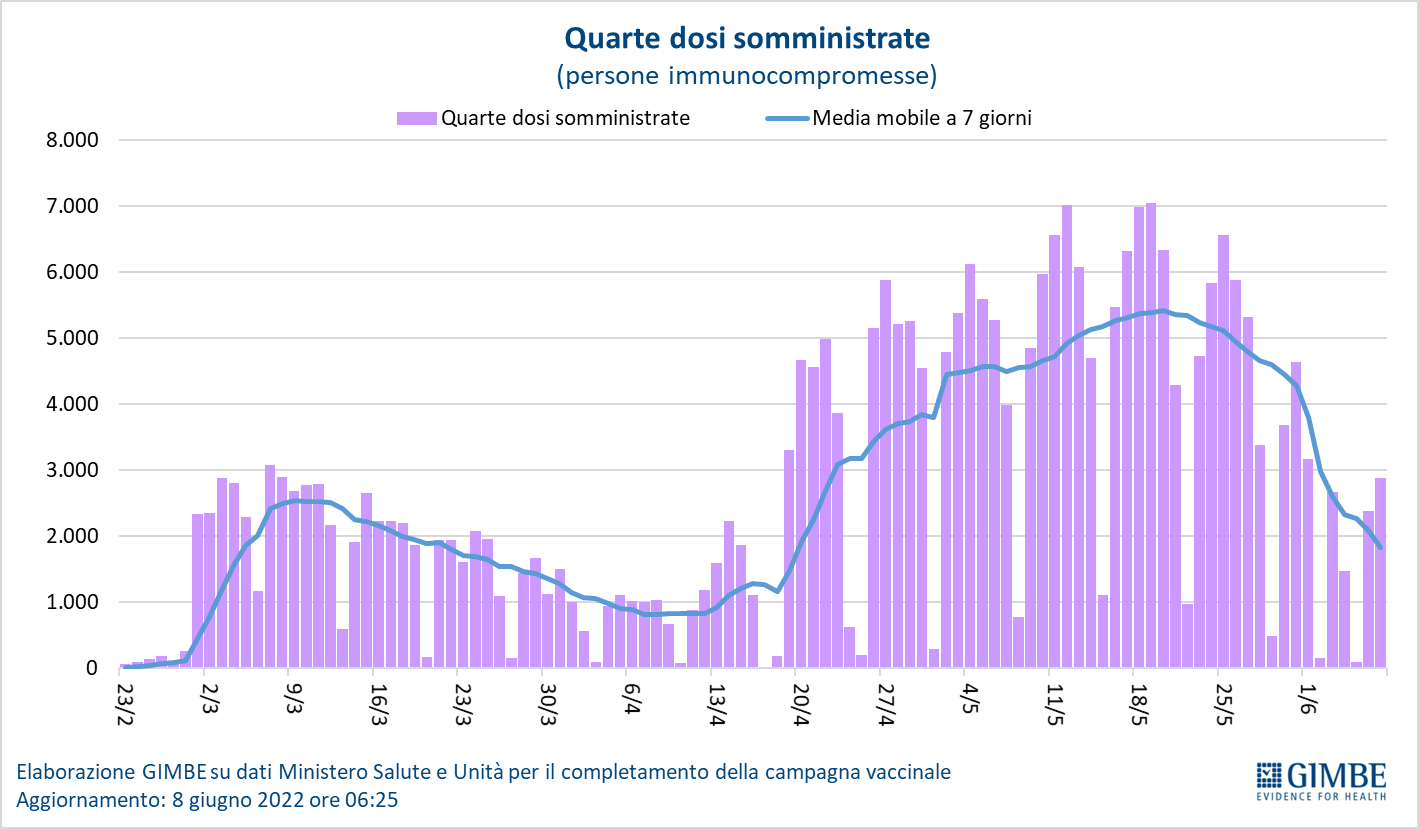 Quarte dosi somministrate
(persone immunocompromesse)
Quarte dosi somministrate Media mobile a 7 giorni
8.000
7.000
6.000
5.000
4.000
3.000
2.000
1.000
0
23/2 2/3 9/3 16/3 23/3 30/3 6/4 13/4 20/4 27/4 4/5 11/5 18/5 25/5 1/6
Elaborazione GIMBE su dati Ministero Salute e Unità per il completamento della campagna vaccinale
Aggiornamento: 8 giugno 2022 ore 06:25
GIMBE
EVIDENCE FOR HEALTH